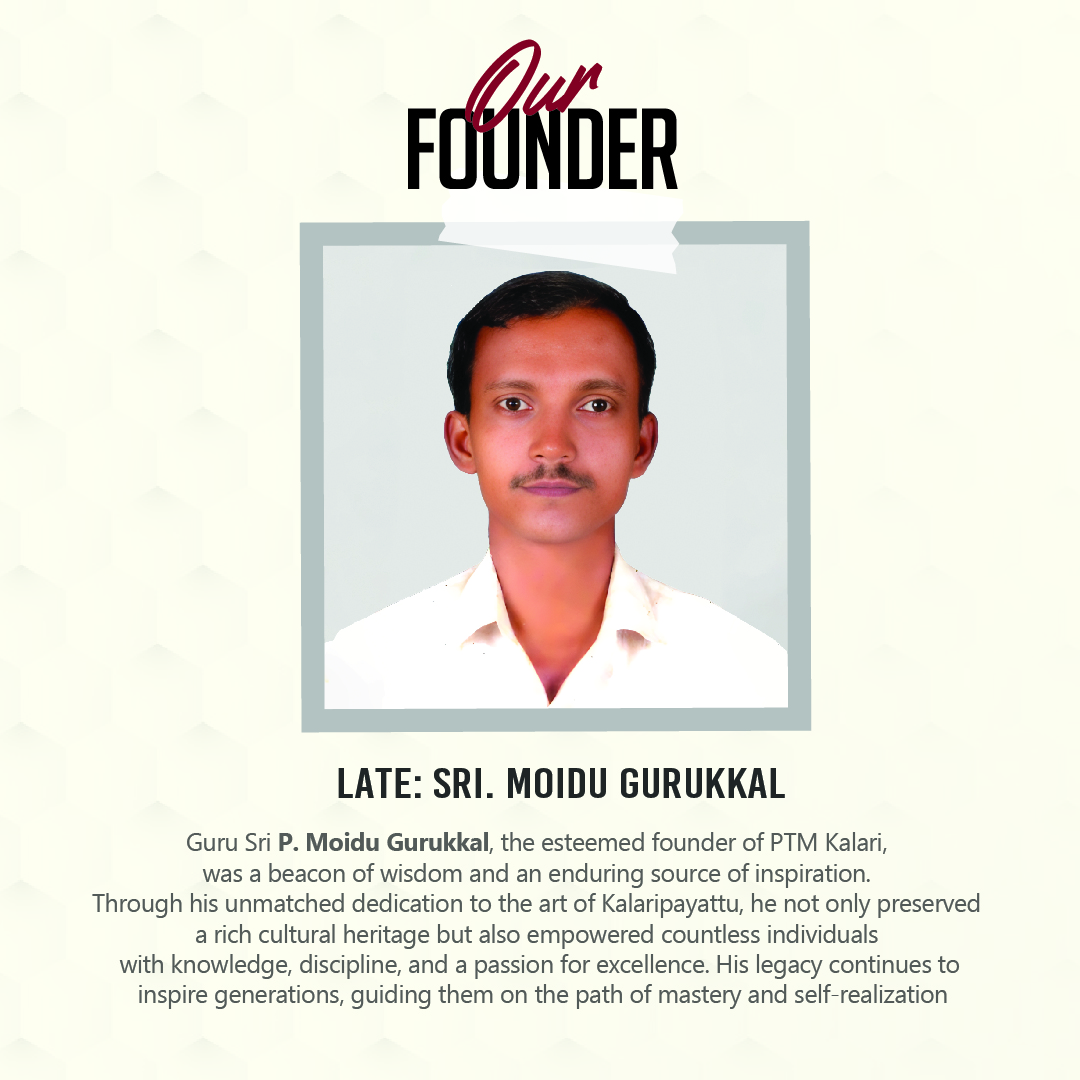 Our
FOUNDER
LATE: SRI. MOIDU GURUKKAL
Guru Sri P. Moidu Gurukkal, the esteemed founder of PTM Kalari,
was a beacon of wisdom and an enduring source of inspiration.
Through his unmatched dedication to the art of Kalaripayattu, he not only preserved
a rich cultural heritage but also empowered countless individuals
with knowledge, discipline, and a passion for excellence. His legacy continues to
inspire generations, guiding them on the path of mastery and self-realization